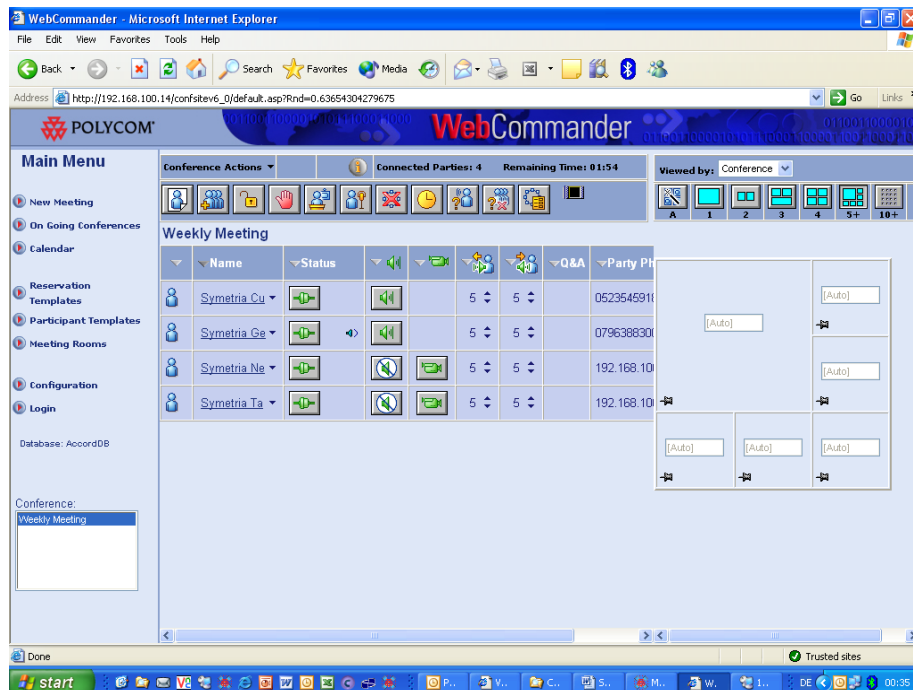 WebCommander - Microsoft Internet Explorer
File Edit View Favorites Tools Help
Back Search Favorites Media
Address http://192.168.100.14/confsitev6_0/default.asp?Rnd=0.63654304279675 Go Links
POLYCOM WebCommander
Main Menu
Conference Actions Connected Parties: 4 Remaining Time: 01:54 Viewed by: Conference
A 1 2 3 4 5+ 10+
New Meeting
On Going Conferences
Calendar
Reservation
Templates
Participant Templates
Meeting Rooms
Configuration
Login
Database: AccordDB
Conference:
Weekly Meeting
Weekly Meeting
Name Status Q&A Party Ph
Symetria Cu 5 5 0523545918
Symetria Ge 5 5 0796388300
Symetria Ne 5 5 192.168.10
Symetria Ta 5 5 192.168.10
[Auto] [Auto]
[Auto]
[Auto] [Auto] [Auto]
Done Trusted sites
start P.. V.. C.. S.. M.. W.. 1.. DE 00:35